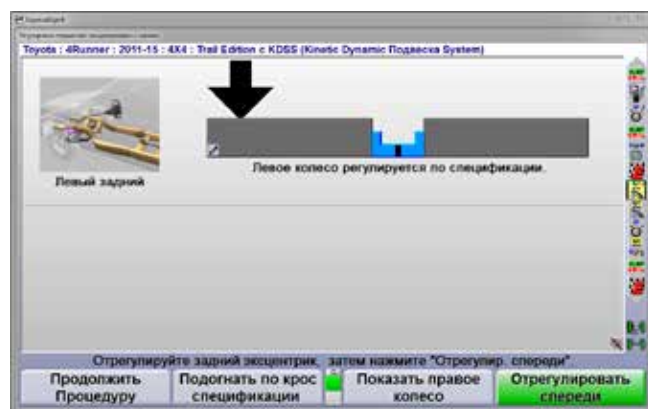 Toyota : 4Runner : 2011-15 : 4X4 : Trail Edition с KDSS (Kinetic Dynamic Подвеска System)
Левое колесо регулируется по спецификации.
Левый задний
Отрегулируйте задний эксцентрик, затем нажмите "Отрегулир. спереди".
Продолжить Процедуру
Подогнать по крос спецификации
Показать правое колесо
Отрегулировать спереди